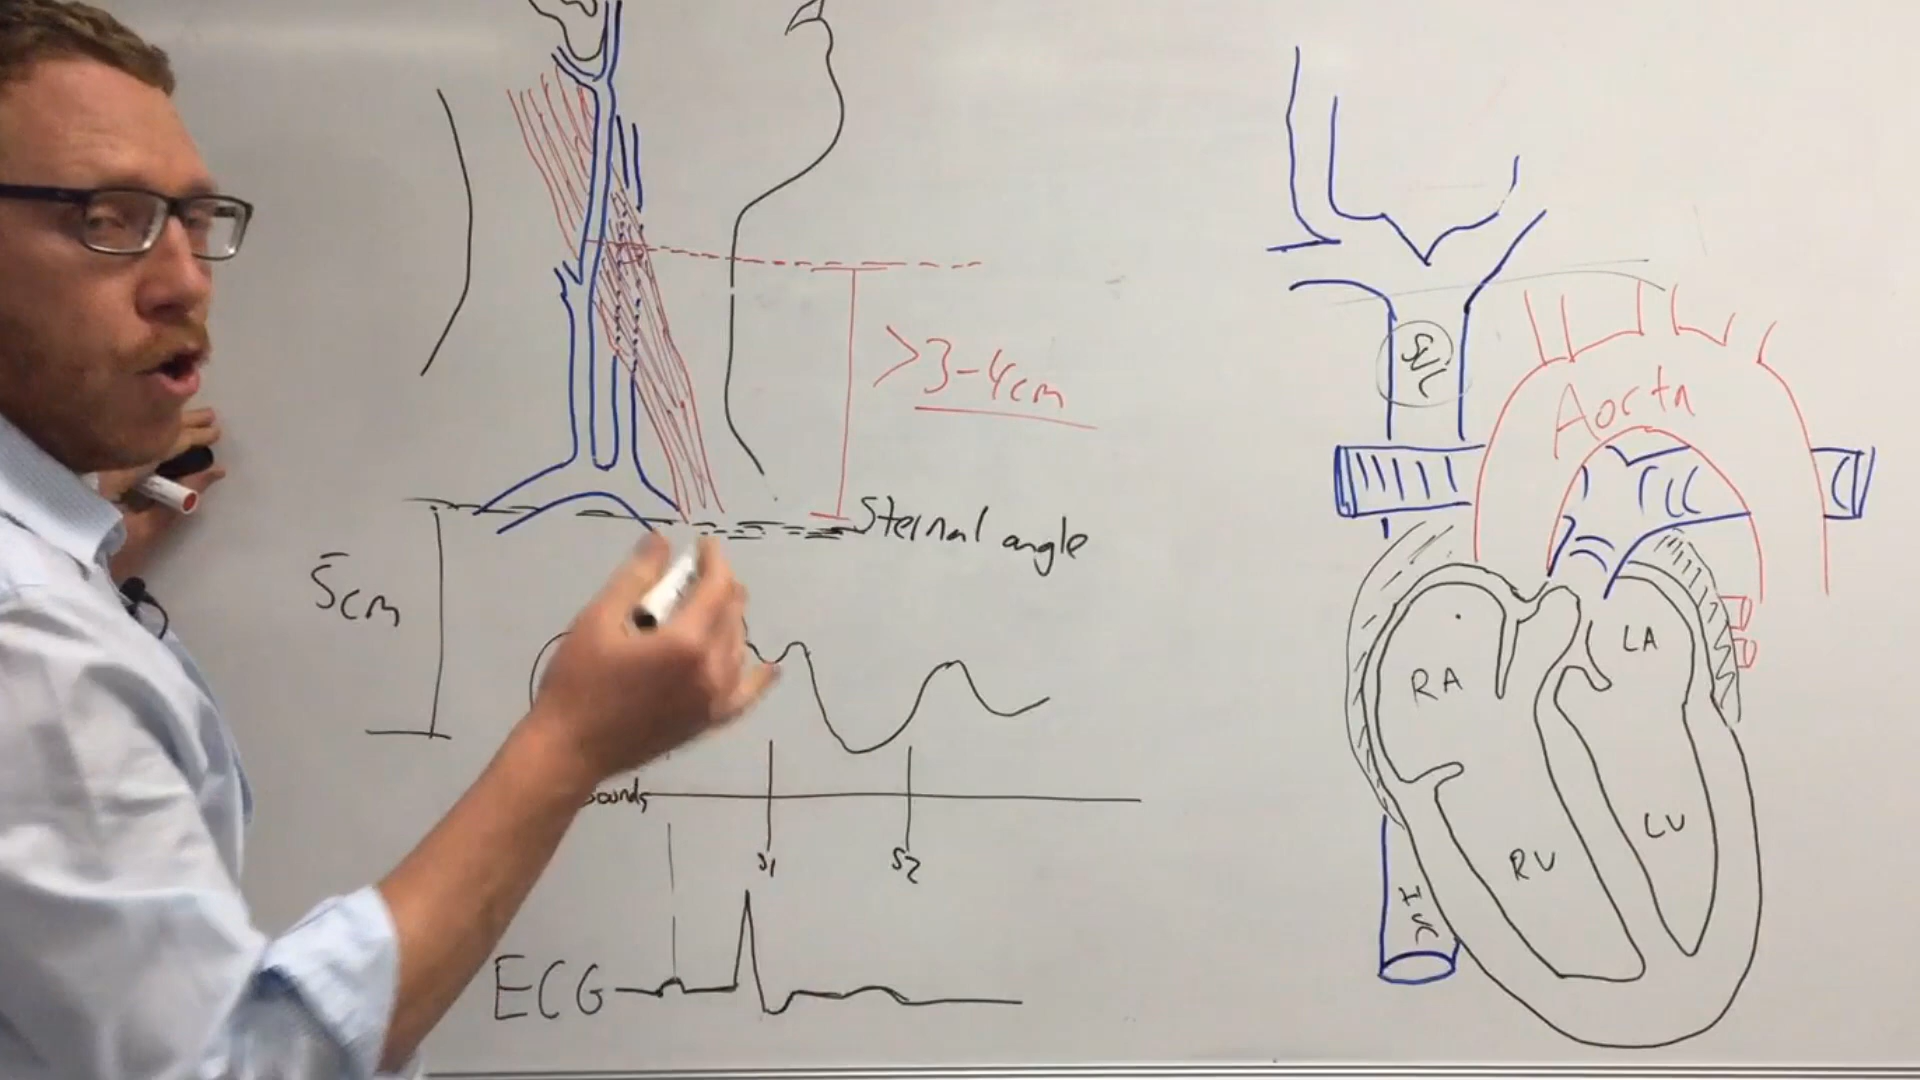 >3-4cm
Sternal angle
5cm
Sounds
S1
S2
ECG
SVC
Aorta
RA
LA
RV
LV
IVC